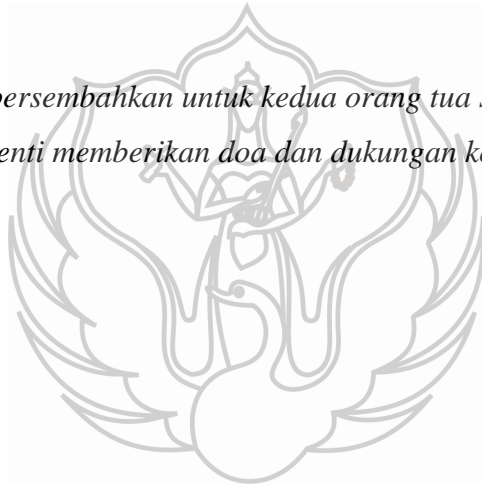 persembahkan untuk kedua orang tua s
enti memberikan doa dan dukungan k